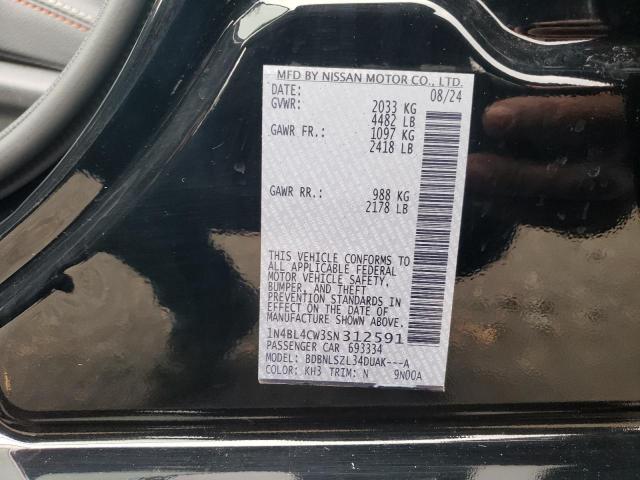 MFD BY NISSAN MOTOR CO., LTD.
DATE: 08/24
GVWR: 2033 KG
4482 LB
GAWR FR.: 1097 KG
2418 LB
GAWR RR.: 988 KG
2178 LB
THIS VEHICLE CONFORMS TO
ALL APPLICABLE FEDERAL
MOTOR VEHICLE SAFETY,
BUMPER, AND THEFT
PREVENTION STANDARDS IN
EFFECT ON THE DATE OF
MANUFACTURE SHOWN ABOVE.
1N4BL4CW3SN312591
PASSENGER CAR 693334
MODEL: BDBNLSZL34DUAK---A
COLOR: KH3 TRIM: N 9N00A